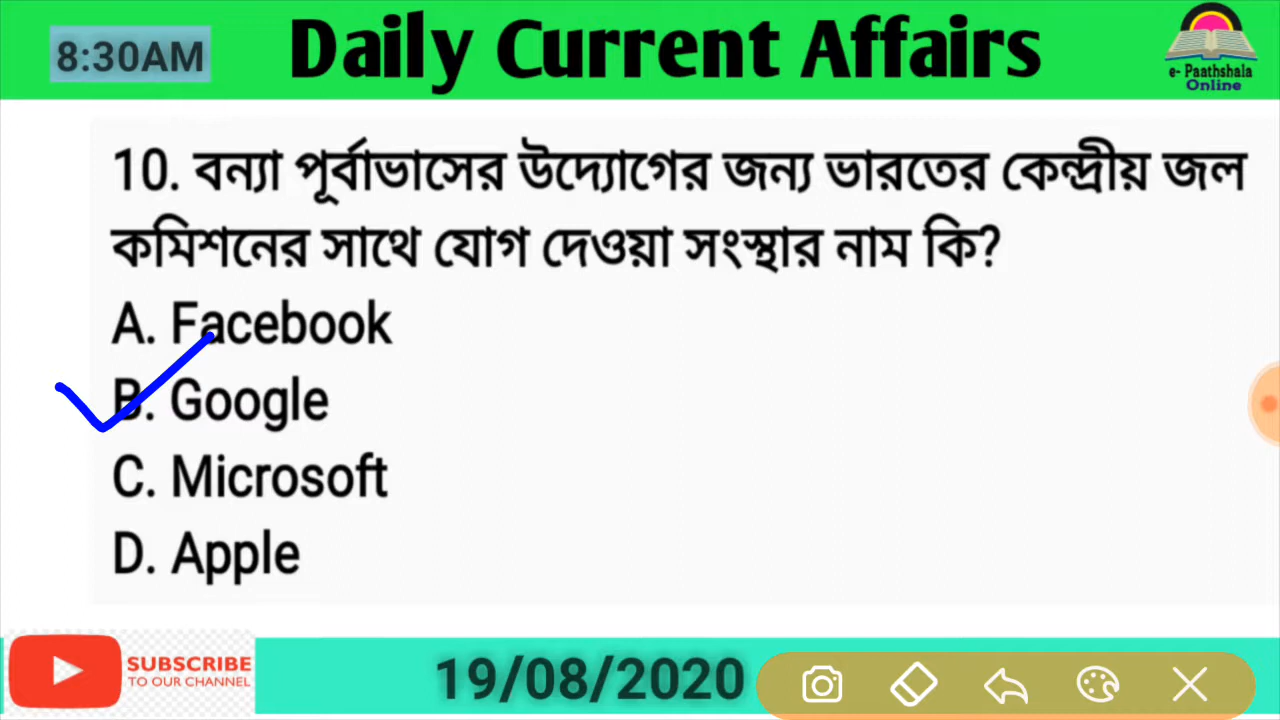 8:30AM
Daily Current Affairs
e- Paathshala
Online
10. বন্যা পূর্বাভাসের উদ্যোগের জন্য ভারতের কেন্দ্রীয় জল
কমিশনের সাথে যোগ দেওয়া সংস্থার নাম কি?
A. Facebook
B. Google
C. Microsoft
D. Apple
SUBSCRIBE
TO OUR CHANNEL
19/08/2020